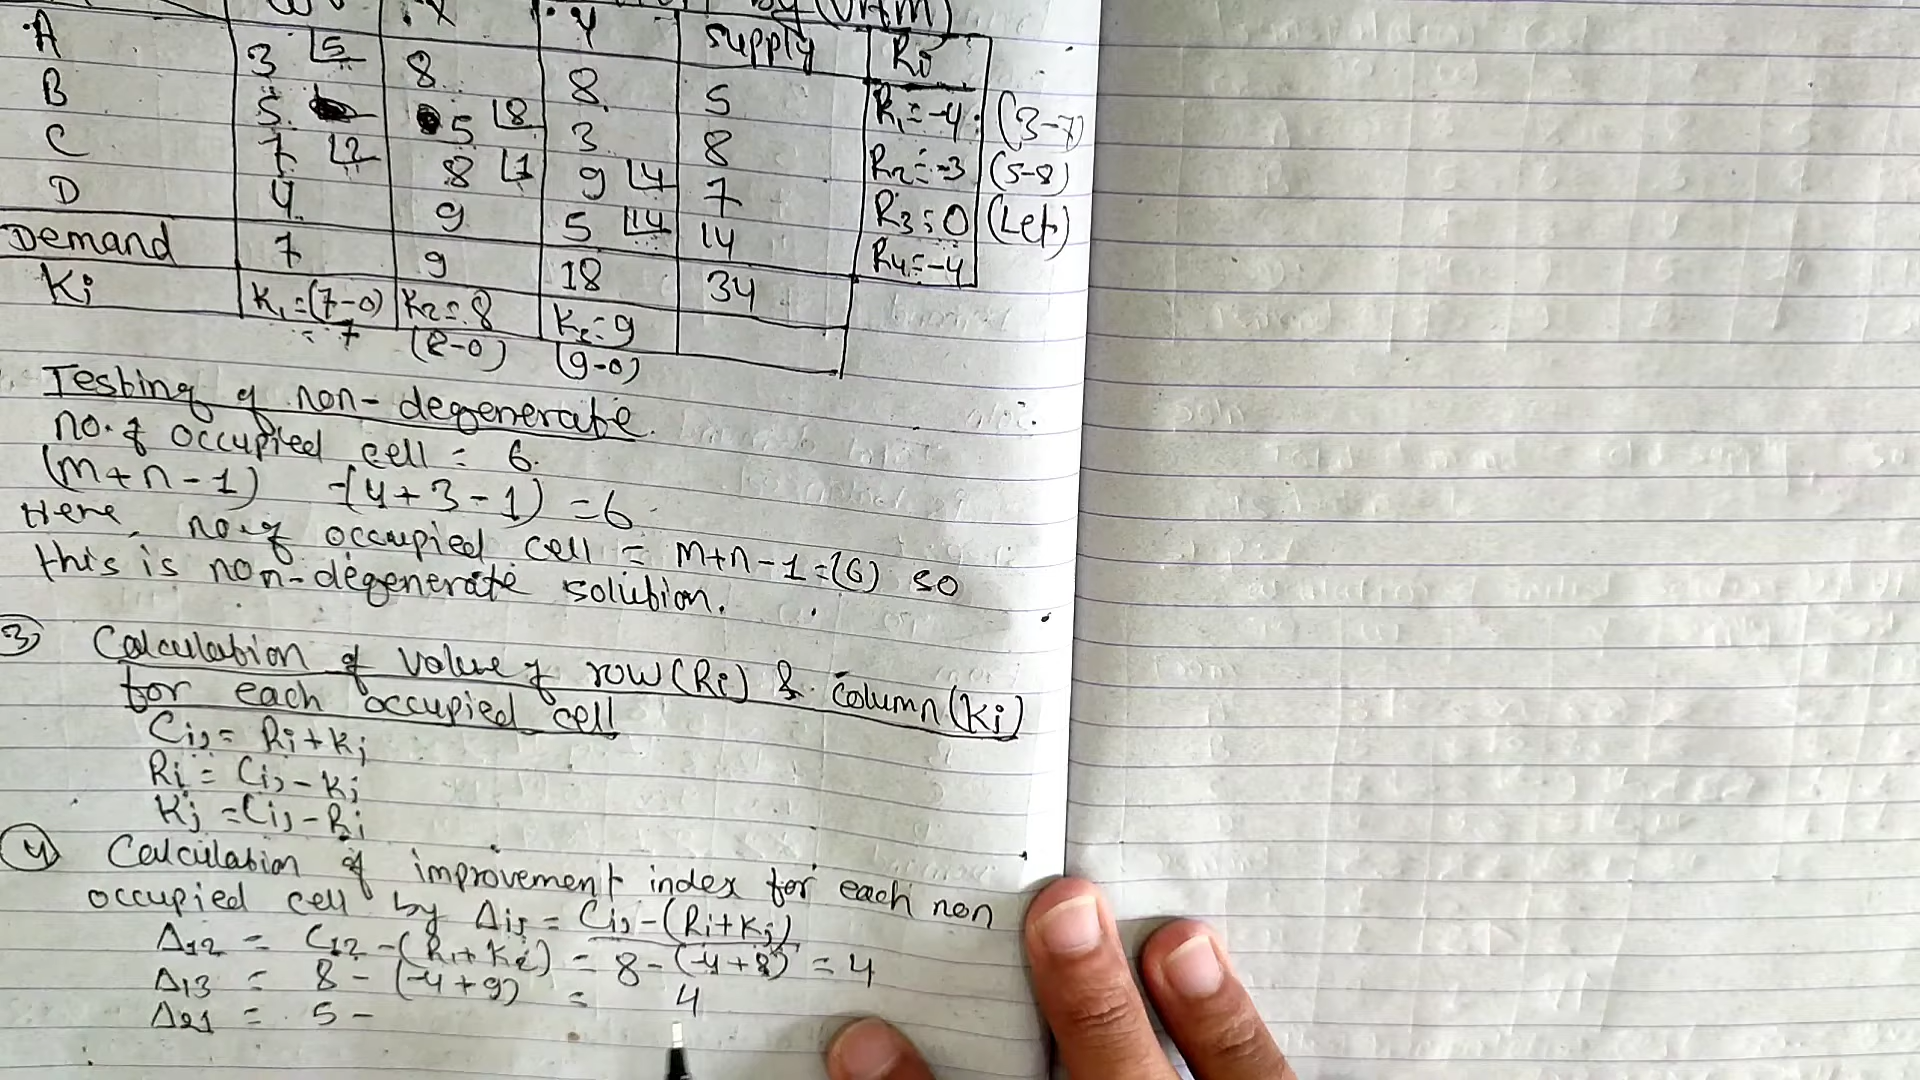 by (VAM)
W X Y supply Ri
A 3 5 8 8 5 R₁ = -4 (3-7)
B 5 5 8 3 8 R₂ = -3 (5-8)
C 7 2 8 1 9 4 7 R3 = 0 (Let)
D 4 9 5 14 14 R4 = -4
Demand 7 9 18 34
Kj K₁ = (7-0) = 7 K₂ = 8 (8-0) = 9 (9-0)
Testing of non-degenerate
no. of occupied cell = 6.
(m+n-1) (4+3-1) = 6
Here, no. of occupied cell = m+n-1 = (6) so
this is non-degenerate solution.
3 Calculation of value of row (Ri) & column (Kj)
for each occupied cell
Cij = Ri + Kj
Ri = Cij - Kj
Kj = Cij - Ri
4 Calculation of improvement index for each non
occupied cell by Δij = Cij - (Ri + Kj)
Δ12 = C12 - (R₁ + K₂) = 8 - (-4 + 8) = 4
Δ13 = 8 - (-4 + 9) = 4
Δ21 = 5 -